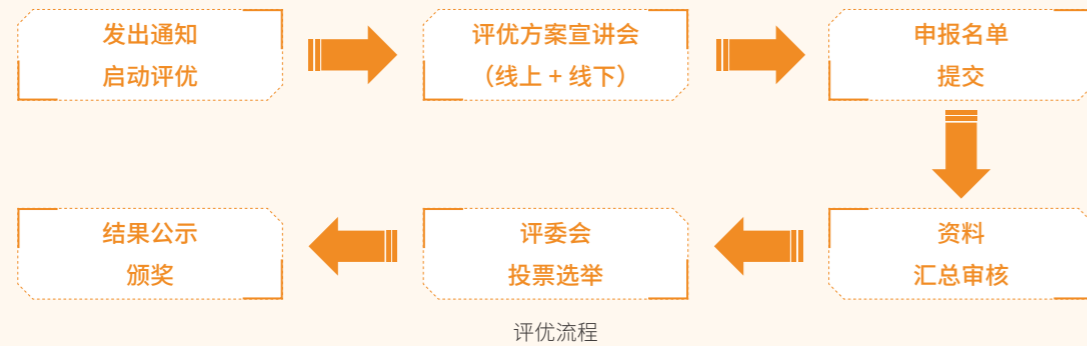 发出通知
启动评优
评优方案宣讲会
（线上 + 线下）
申报名单
提交
资料
汇总审核
评委会
投票选举
结果公示
颁奖
评优流程